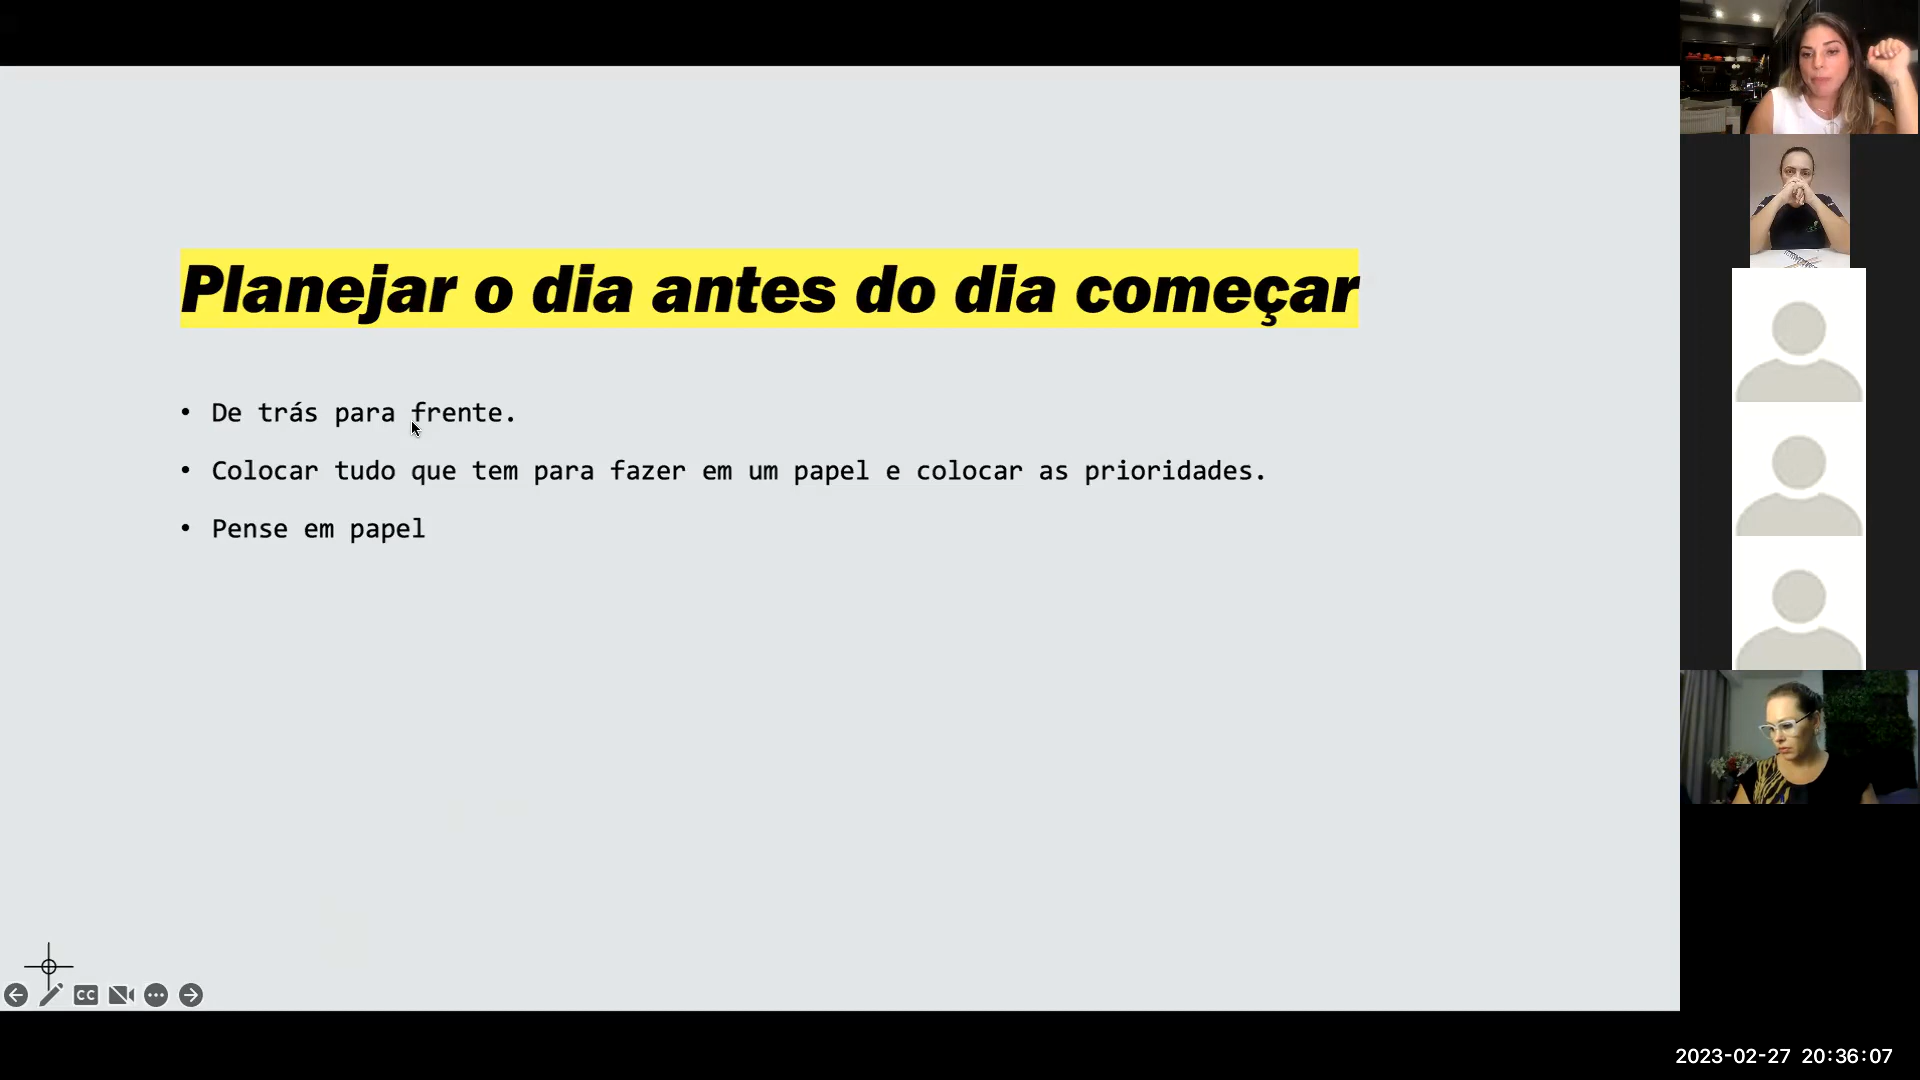 Planejar o dia antes do dia começar
• De trás para frente.
• Colocar tudo que tem para fazer em um papel e colocar as prioridades.
• Pense em papel
CC
2023-02-27 20:36:07